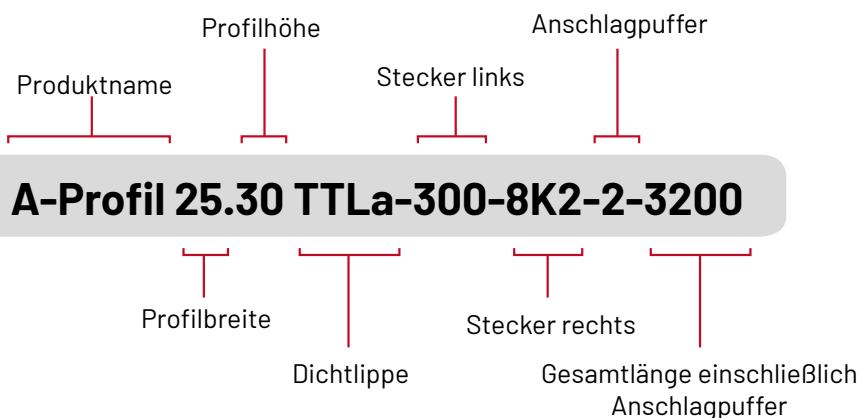 Profilhöhe
Anschlagpuffer
Produktname
Stecker links
A-Profil 25.30 TTLa-300-8K2-2-3200
Profilbreite
Stecker rechts
Dichtlippe
Gesamtlänge einschließlich
Anschlagpuffer